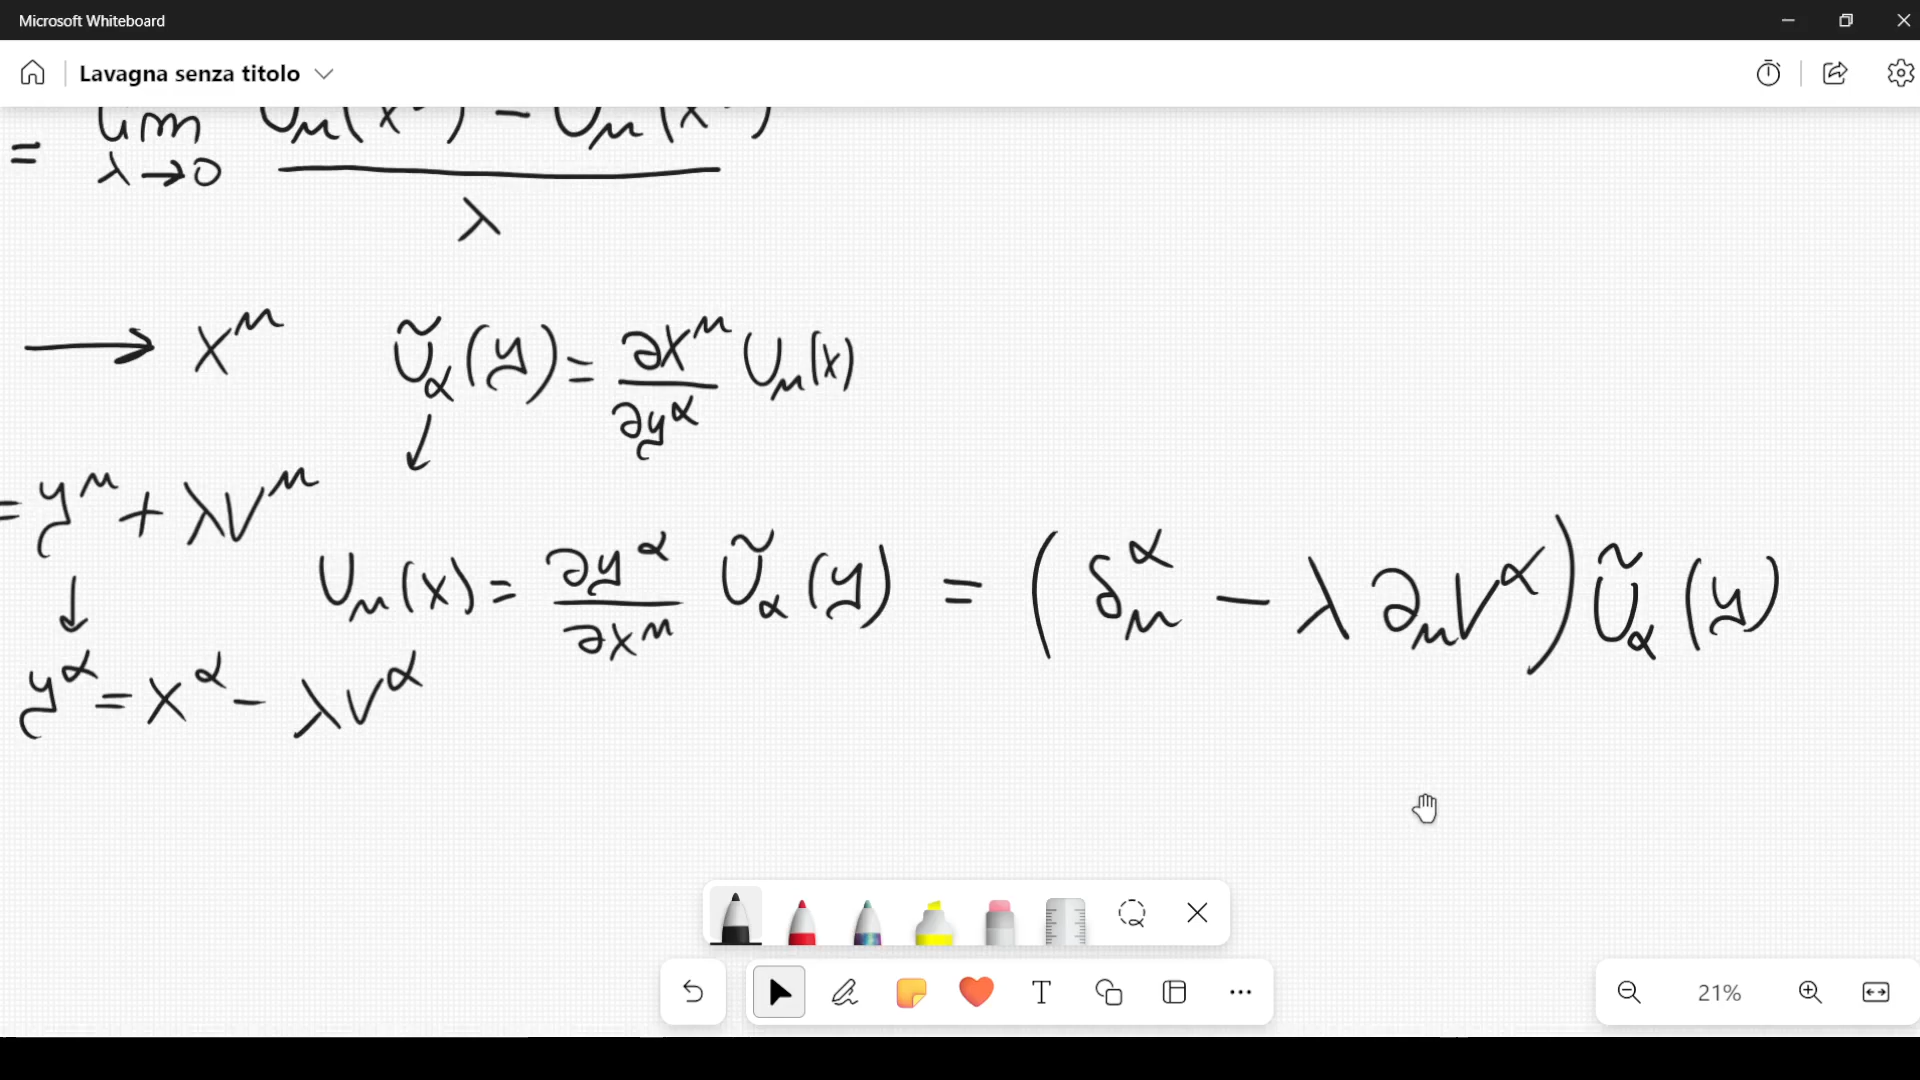 Microsoft Whiteboard
Lavagna senza titolo
= lim λ→0 U_μ(x ) − U_μ(x ) / λ
→ x^μ Ũ_α(y) = ∂x^μ/∂y^α U_μ(x)
↓
= y^μ + λV^μ
↓
U_μ(x) = ∂y^α/∂x^μ Ũ_α(y) = (δ^α_μ − λ∂_μV^α)Ũ_α(y)
y^α = x^α − λV^α
21%